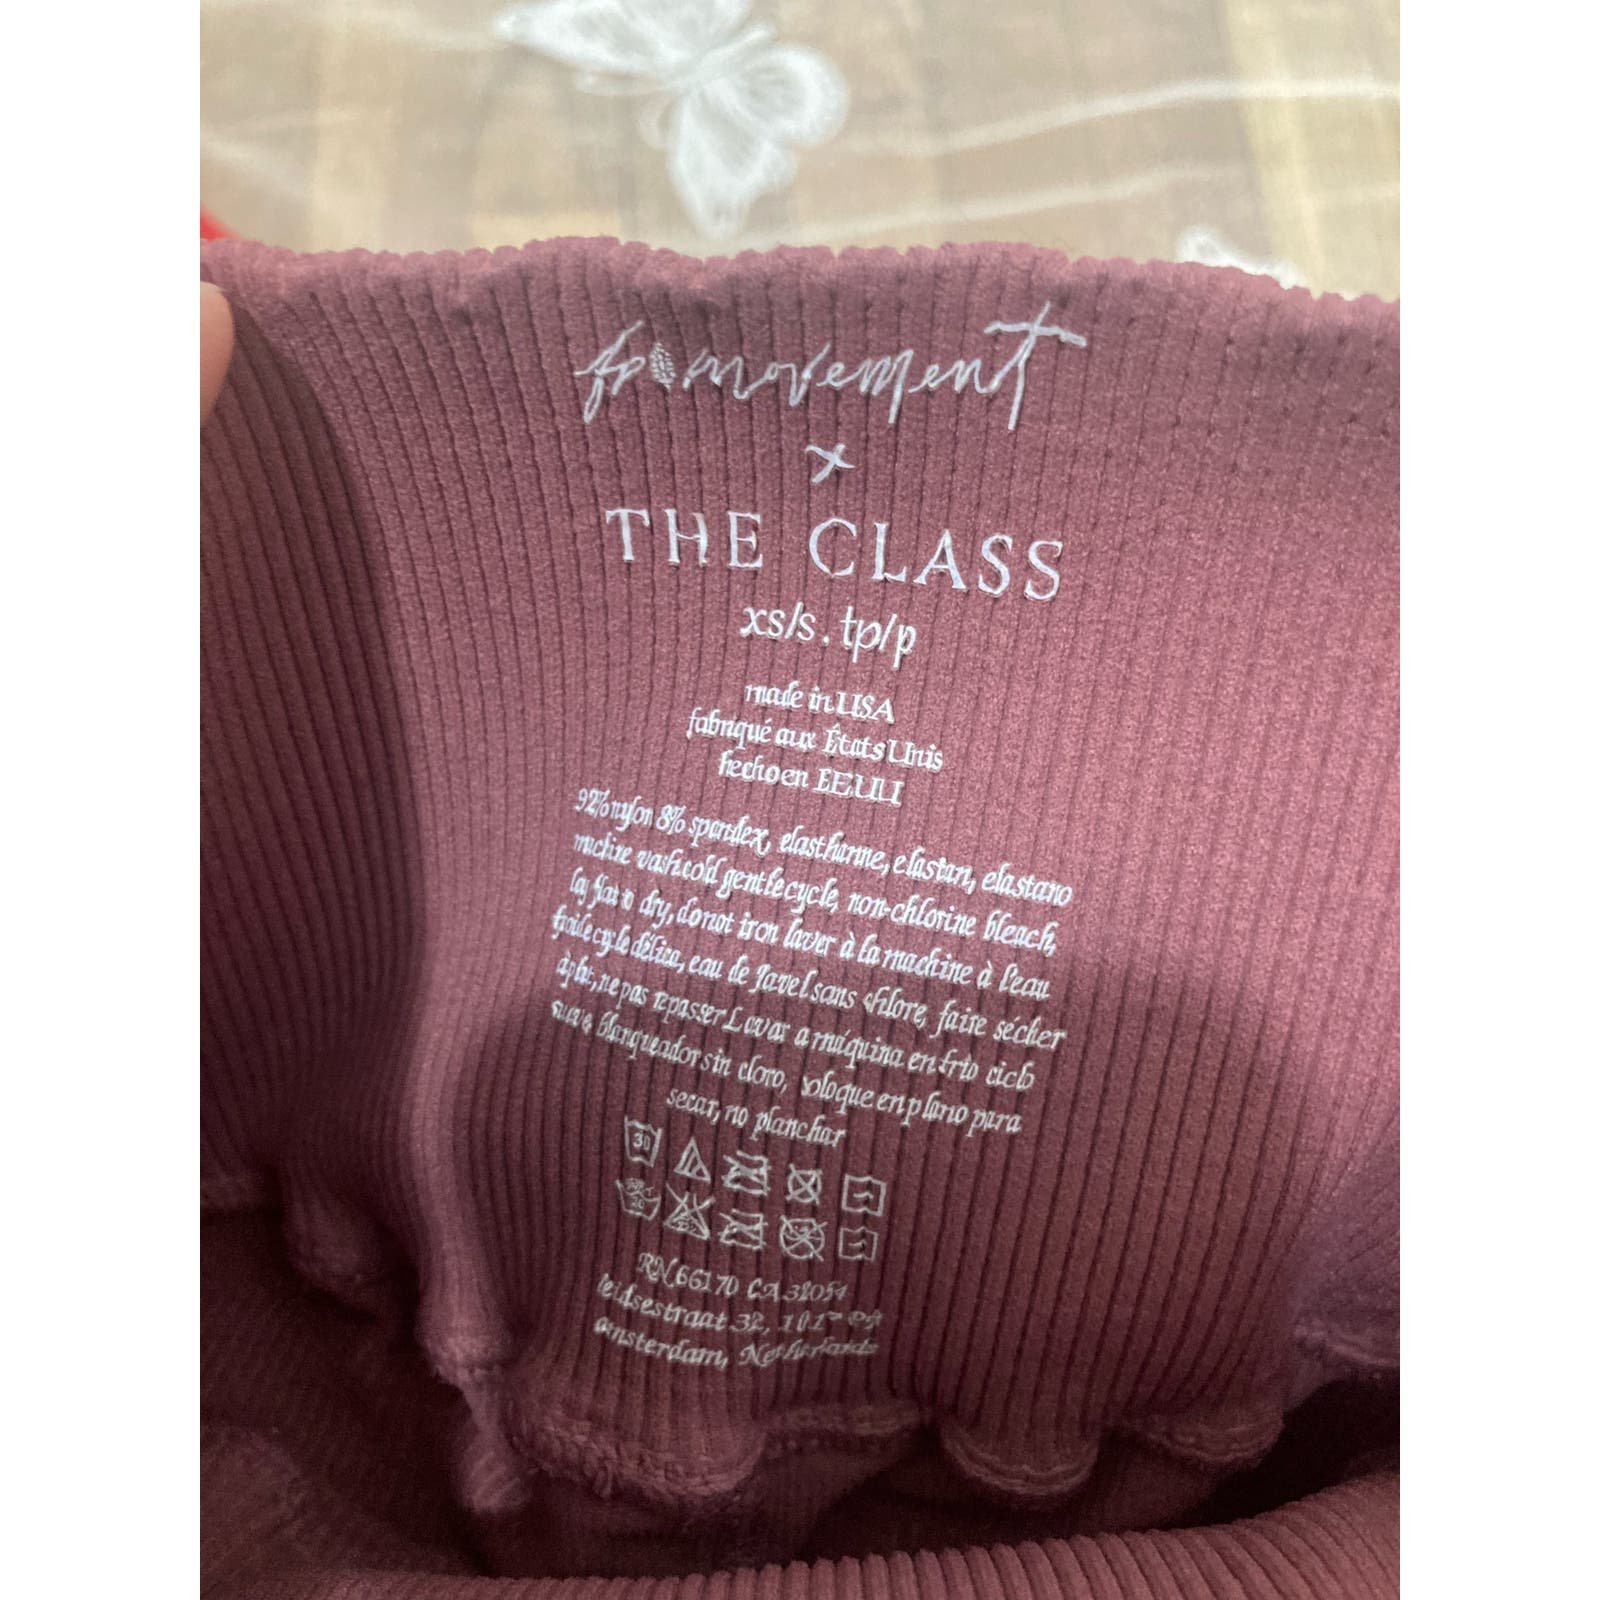 fp movement
x
THE CLASS
xs/s. tp/p
made in USA
fabriqué aux États Unis
hecho en EEUU
92% nylon 8% spandex, elasthanne, elastan, elastano
machine wash cold gentle cycle, non-chlorine bleach,
lay flat to dry, do not iron laver à la machine à l'eau
froide cycle délica, eau de Javel sans chlore, faire sécher
à plat, ne pas repasser Lavar a máquina en frío ciclo
suave, blanqueador sin cloro, coloque en plano para
secar, no planchar
30
RN 66170 CA 32054
leidsestraat 32,
amsterdam, Netherlands